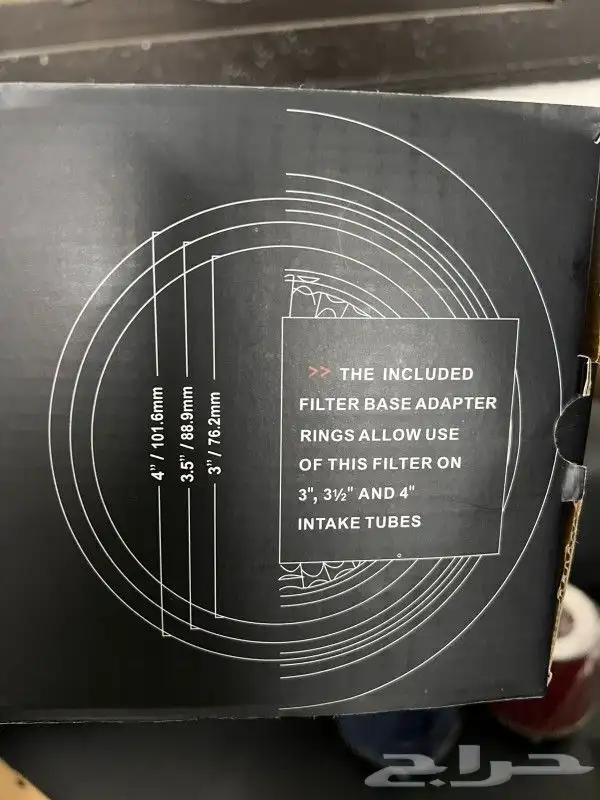 4" / 101.6mm
3.5" / 88.9mm
3" / 76.2mm
>> THE INCLUDED
FILTER BASE ADAPTER
RINGS ALLOW USE
OF THIS FILTER ON
3", 3½" AND 4"
INTAKE TUBES
حراج